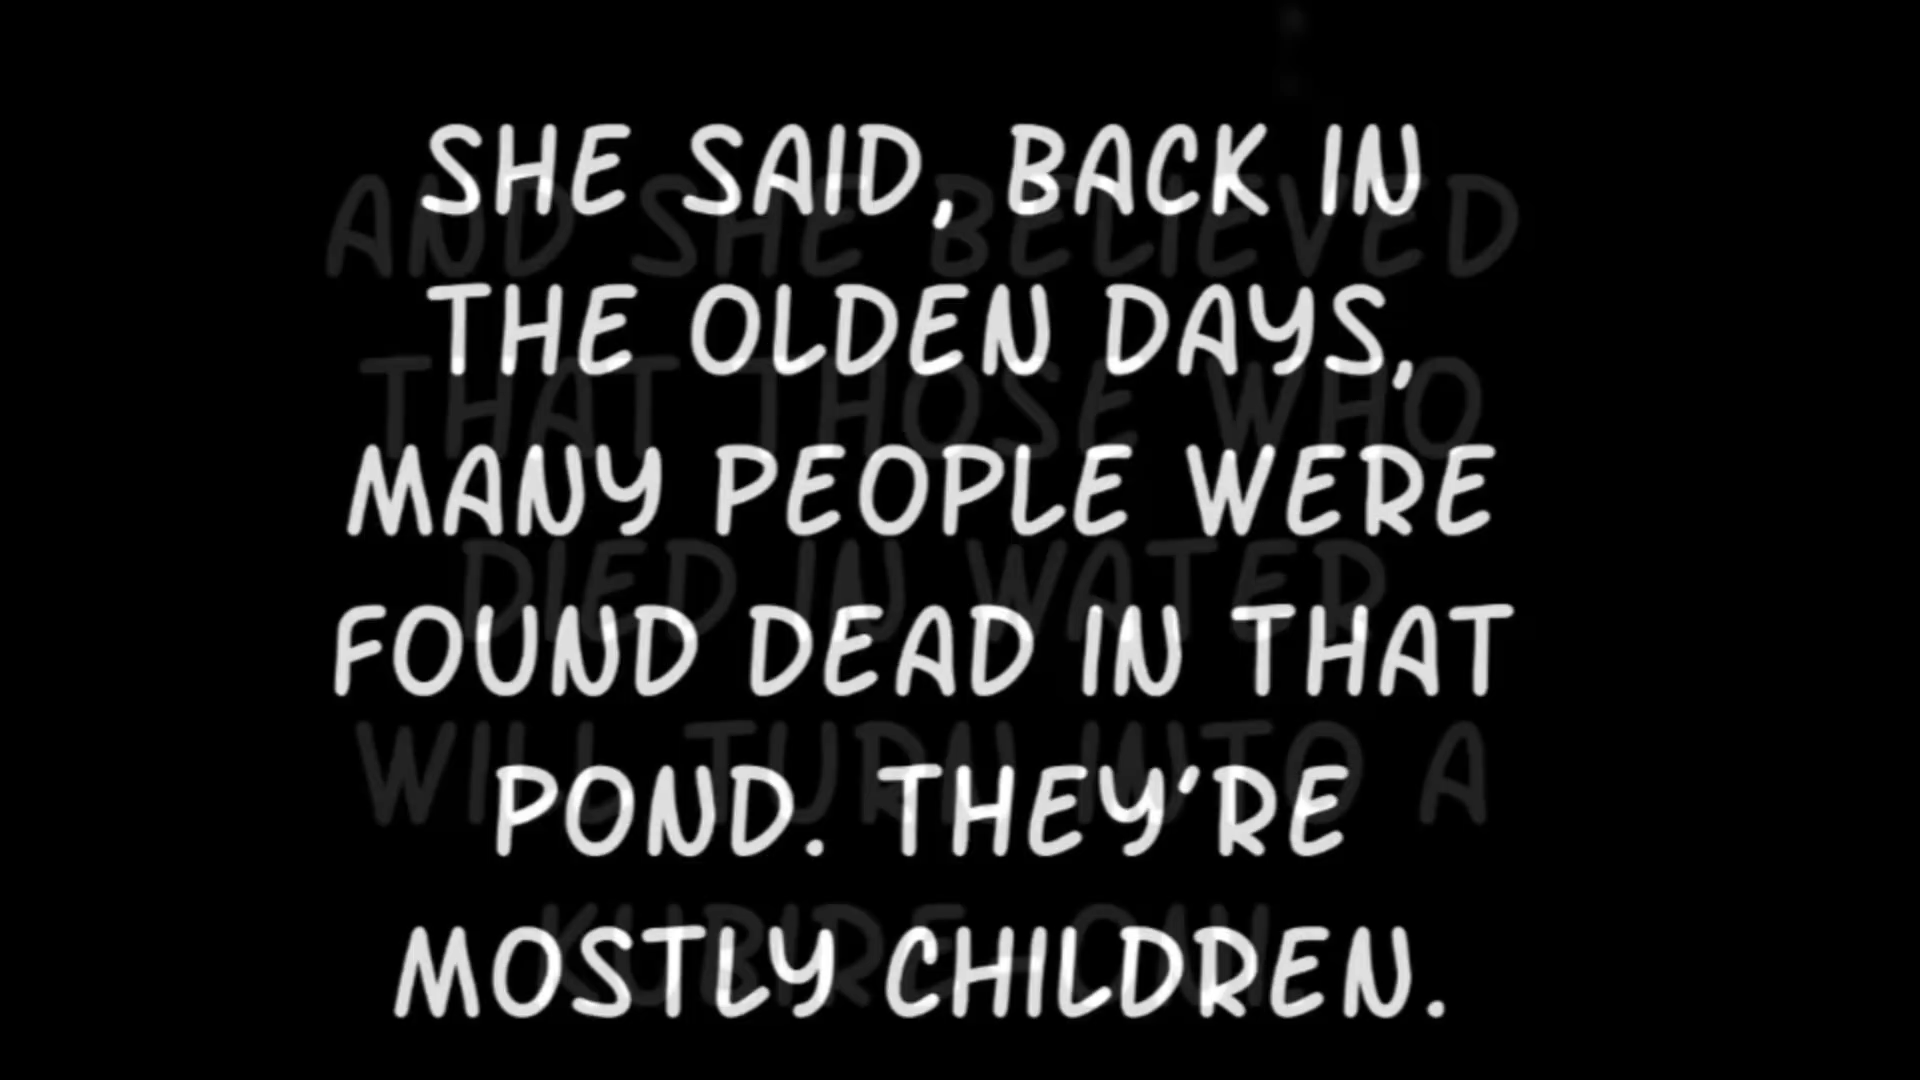 SHE SAID, BACK IN
THE OLDEN DAYS,
MANY PEOPLE WERE
FOUND DEAD IN THAT
POND. THEY'RE
MOSTLY CHILDREN.
AND SHE BELIEVED
THAT THOSE WHO
DIED IN WATER
WILL TURN INTO A